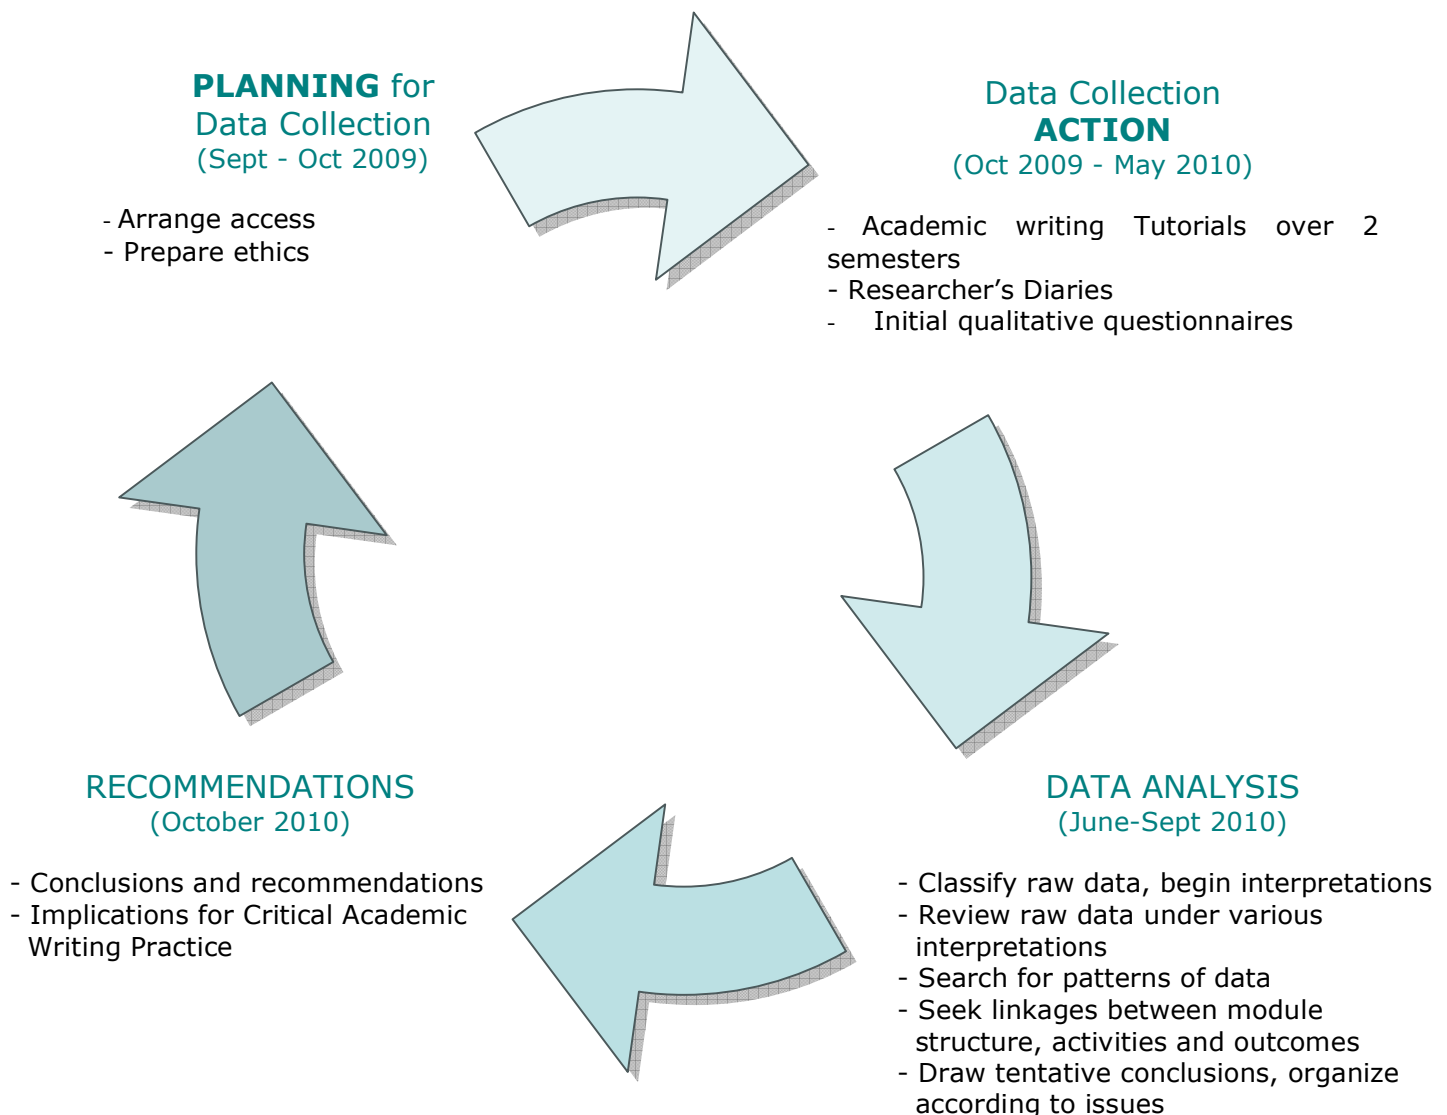 PLANNING for
Data Collection
(Sept - Oct 2009)
- Arrange access
- Prepare ethics
Data Collection
ACTION
(Oct 2009 - May 2010)
- Academic writing Tutorials over 2
semesters
- Researcher’s Diaries
- Initial qualitative questionnaires
RECOMMENDATIONS
(October 2010)
- Conclusions and recommendations
- Implications for Critical Academic
Writing Practice
DATA ANALYSIS
(June-Sept 2010)
- Classify raw data, begin interpretations
- Review raw data under various
interpretations
- Search for patterns of data
- Seek linkages between module
structure, activities and outcomes
- Draw tentative conclusions, organize
according to issues